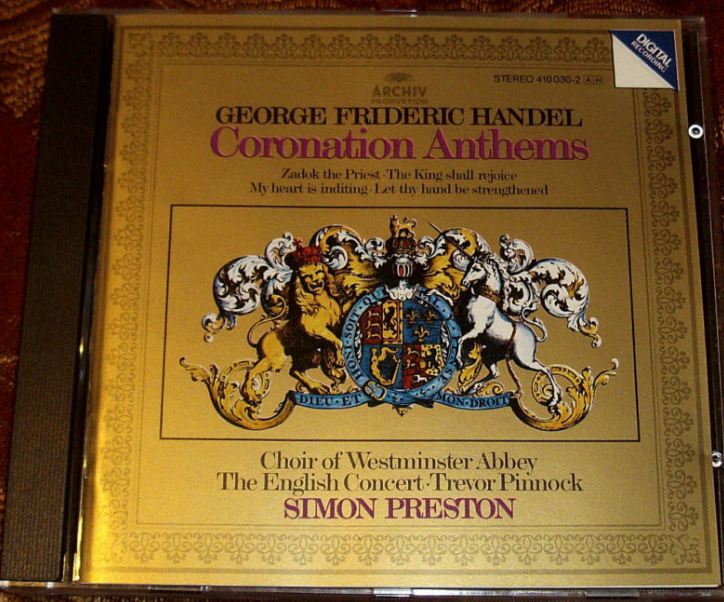 DIGITAL
RECORDING
STEREO 410 030-2 A H
ARCHIV
PRODUKTION
GEORGE FRIDERIC HANDEL
Coronation Anthems
Zadok the Priest · The King shall rejoice
My heart is inditing · Let thy hand be strengthened
HONI SOIT QUI
DIEU·ET MON·DROIT
Choir of Westminster Abbey
The English Concert · Trevor Pinnock
SIMON PRESTON